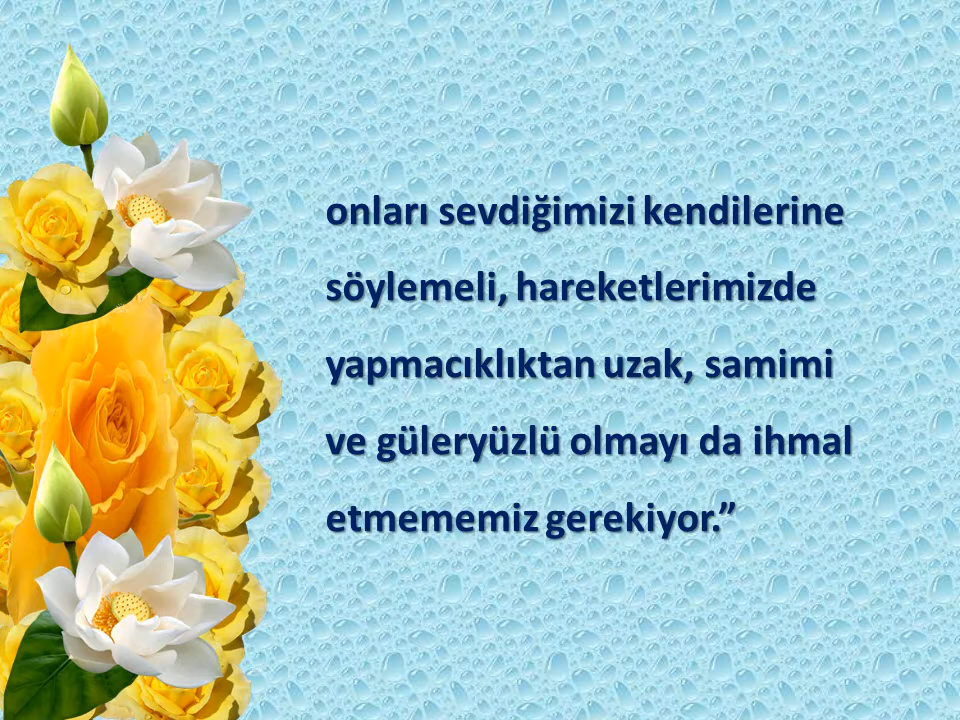 onları sevdiğimizi kendilerine
söylemeli, hareketlerimizde
yapmacıklıktan uzak, samimi
ve güleryüzlü olmayı da ihmal
etmememiz gerekiyor.”